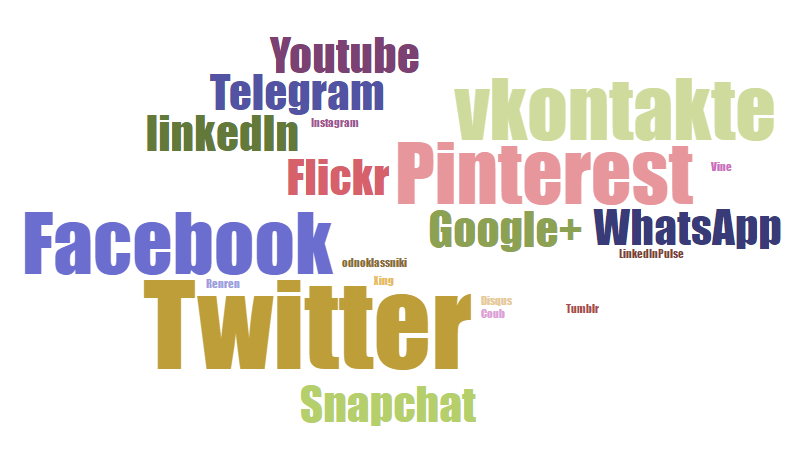 Youtube
Telegram
vkontakte
linkedIn
Instagram
Flickr
Pinterest
Vine
Facebook
Google+
WhatsApp
odnoklassniki
LinkedInPulse
Renren
Xing
Twitter
Disqus
Coub
Tumblr
Snapchat